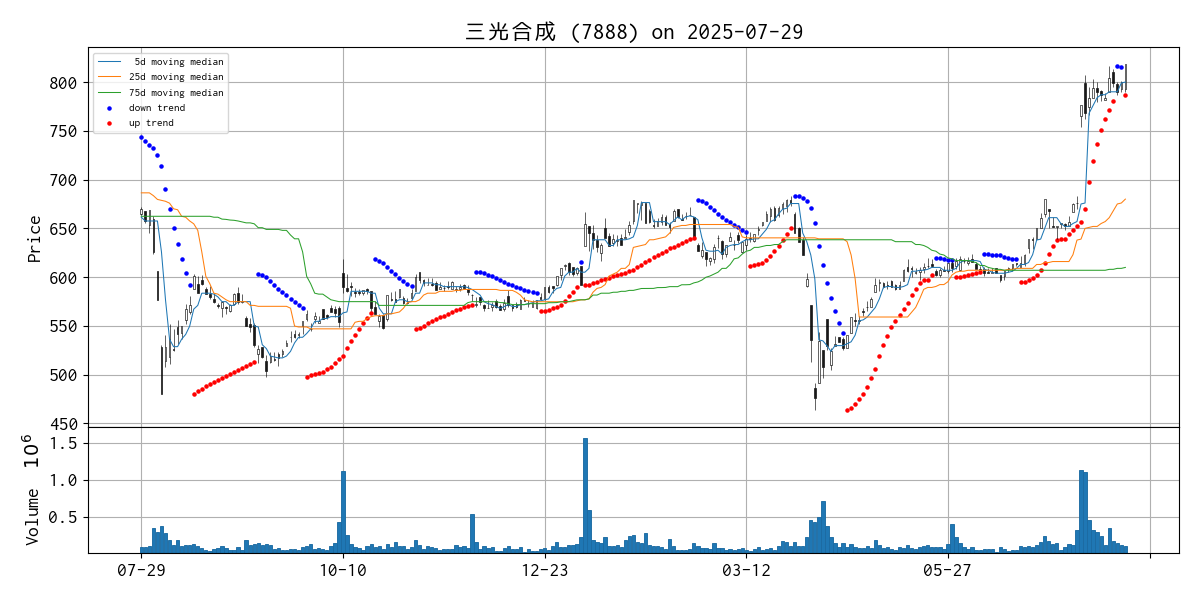 三光合成 (7888) on 2025-07-29
5d moving median
25d moving median
75d moving median
down trend
up trend
Price
800
750
700
650
600
550
500
450
Volume 10^6
1.5
1.0
0.5
07-29
10-10
12-23
03-12
05-27